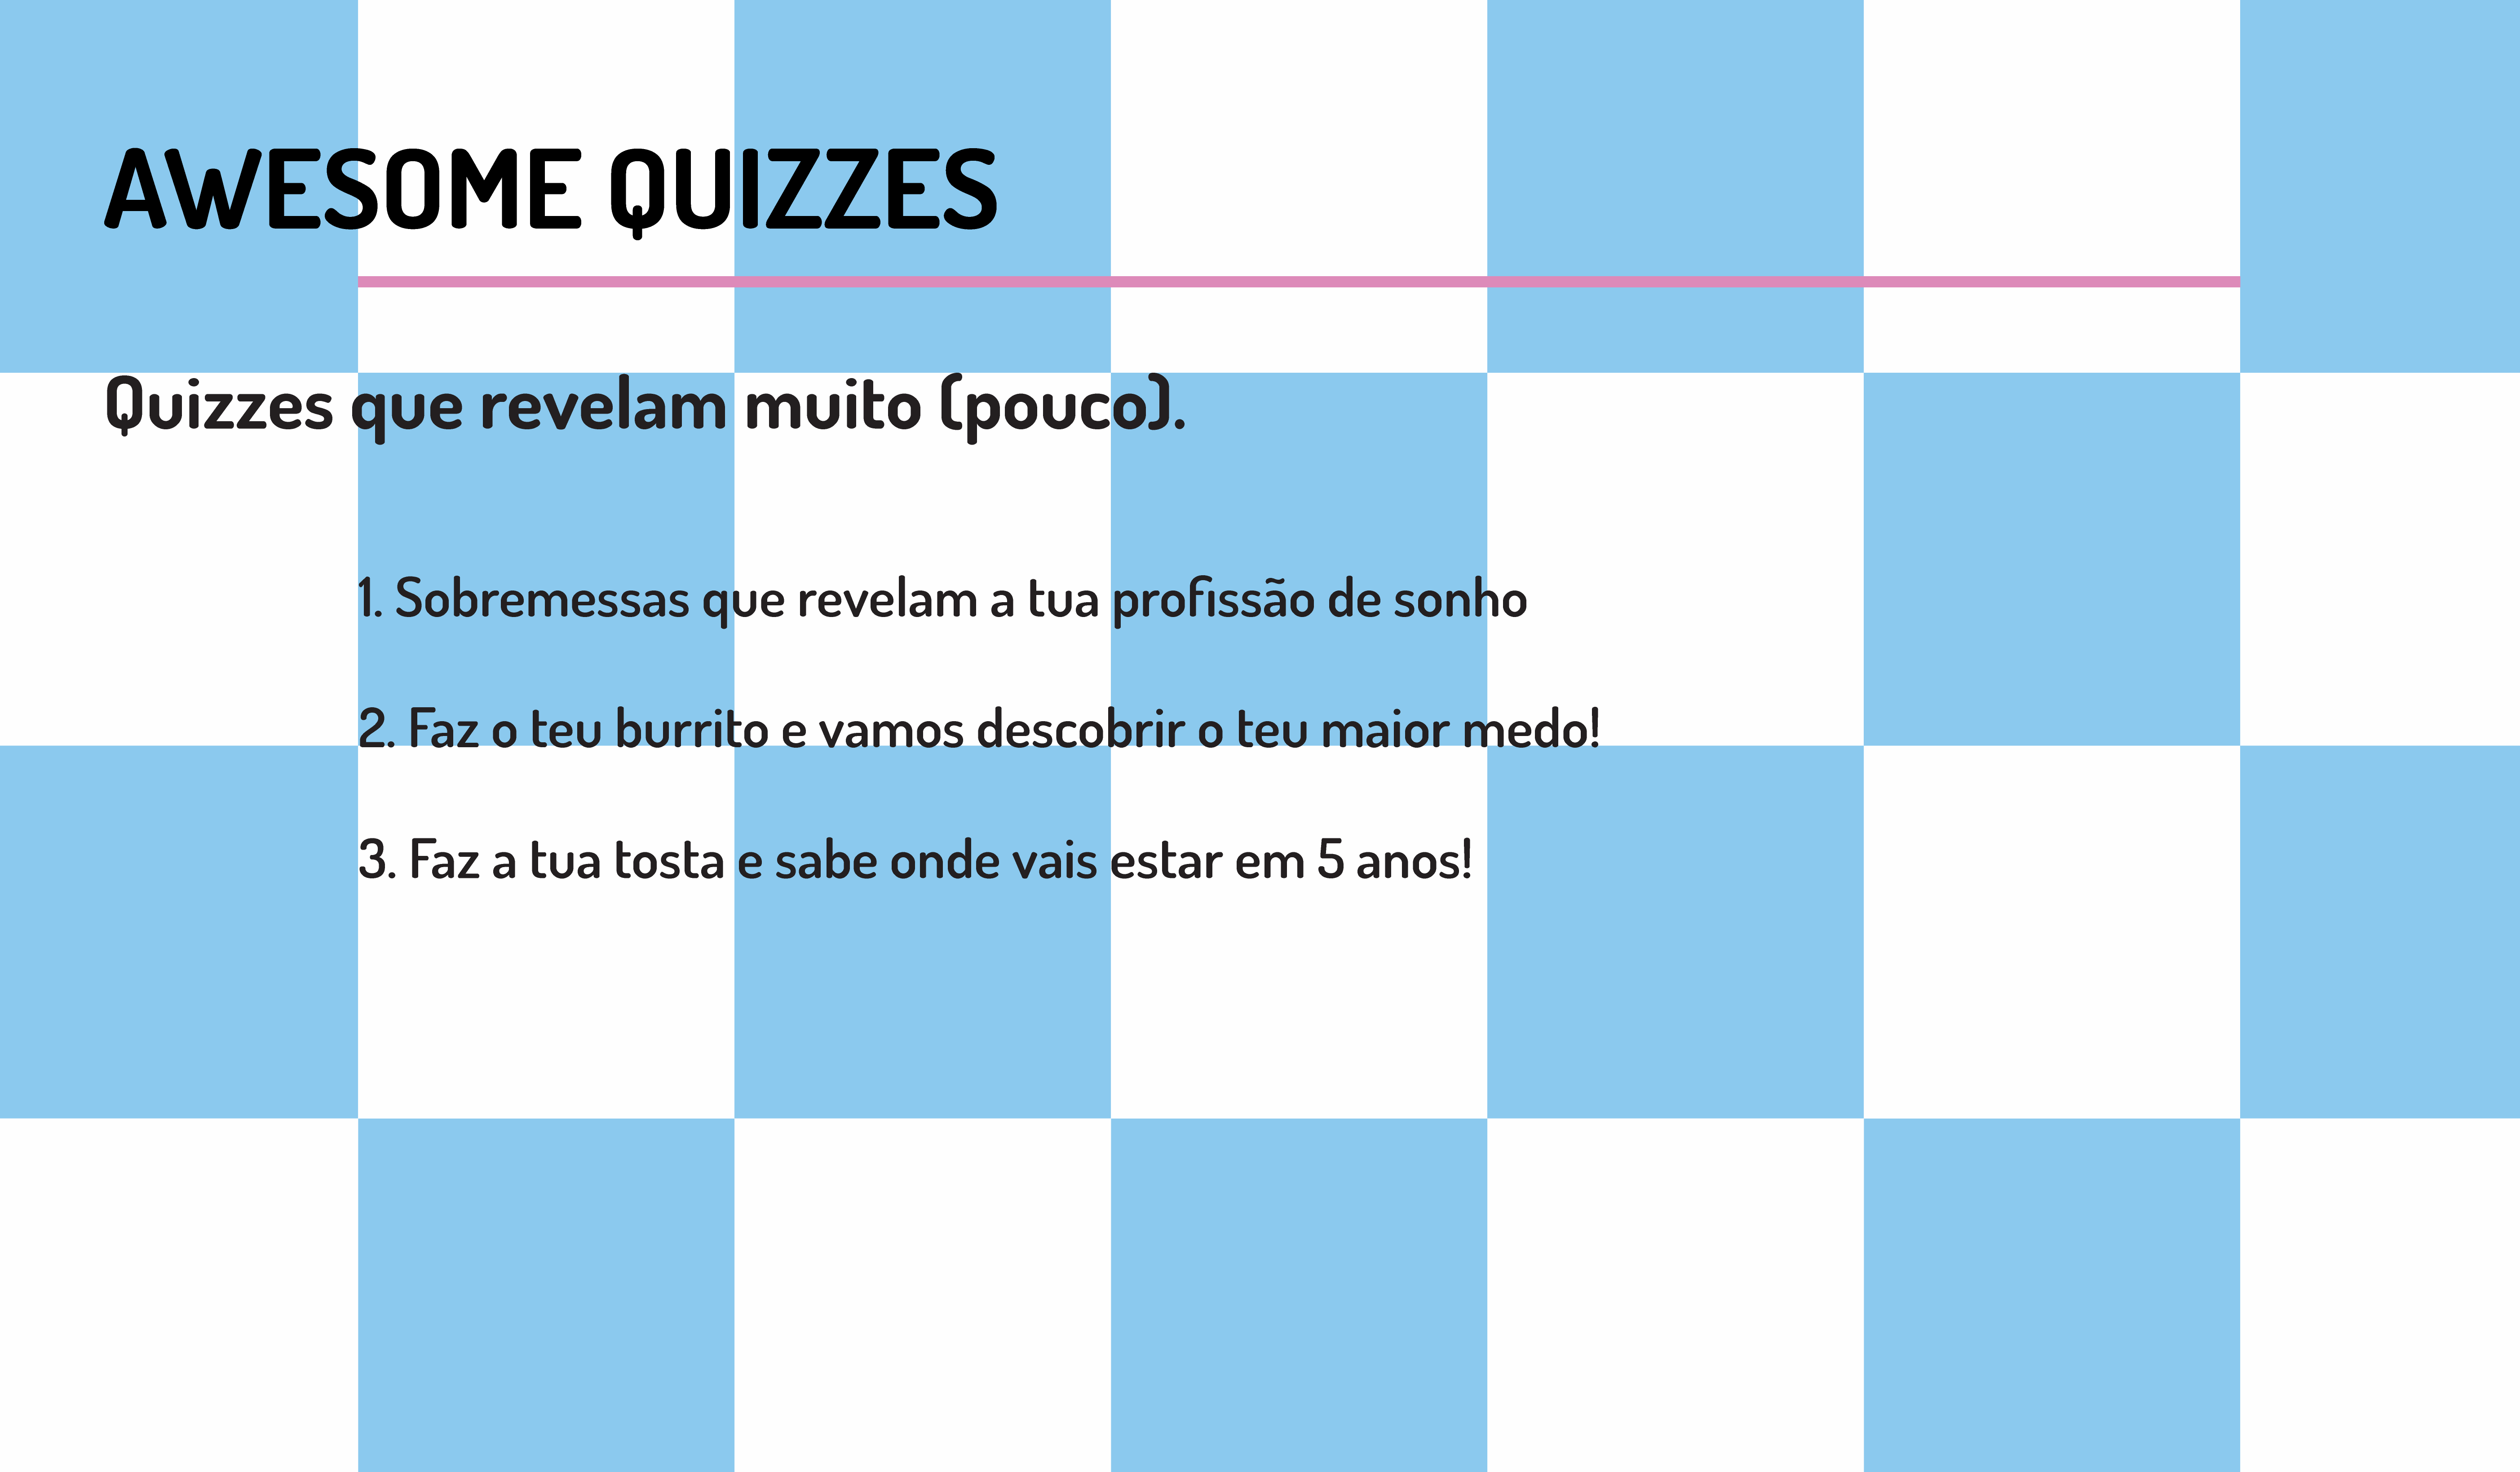 AWESOME QUIZZES
Quizzes que revelam muito (pouco).
1. Sobremessas que revelam a tua profissão de sonho
2. Faz o teu burrito e vamos descobrir o teu maior medo!
3. Faz a tua tosta e sabe onde vais estar em 5 anos!